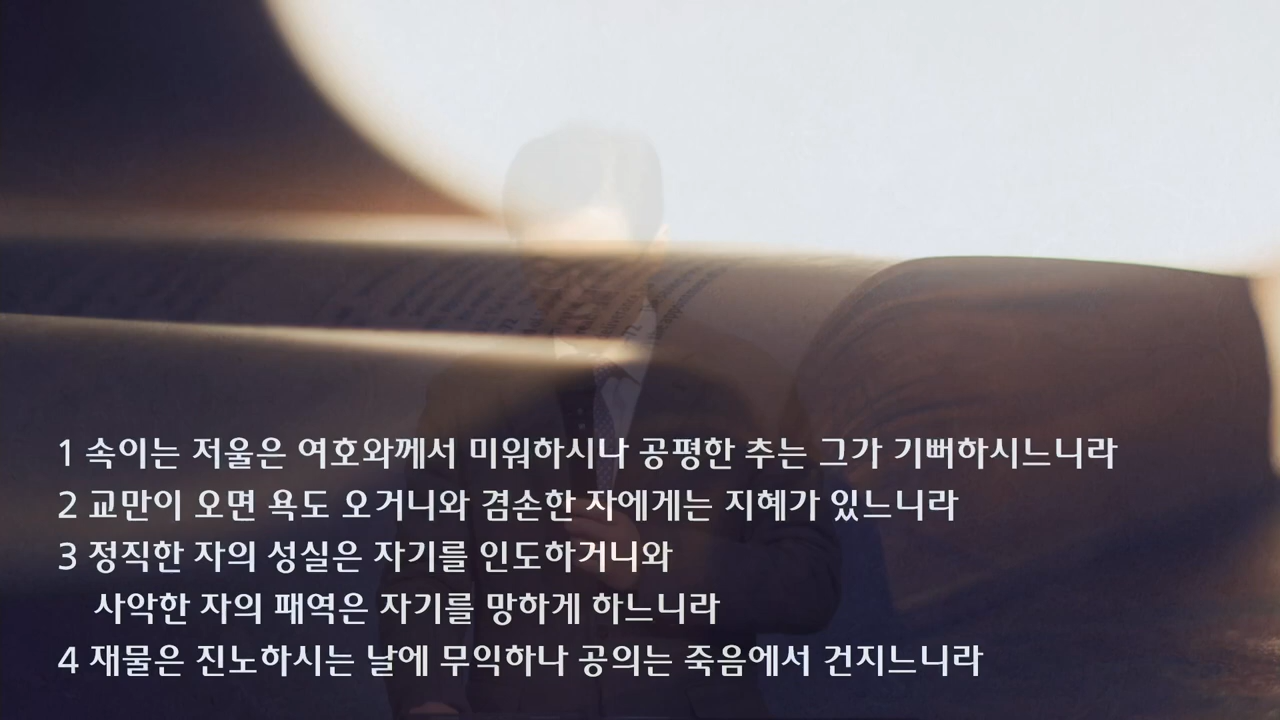 1 속이는 저울은 여호와께서 미워하시나 공평한 추는 그가 기뻐하시느니라
2 교만이 오면 욕도 오거니와 겸손한 자에게는 지혜가 있느니라
3 정직한 자의 성실은 자기를 인도하거니와
사악한 자의 패역은 자기를 망하게 하느니라
4 재물은 진노하시는 날에 무익하나 공의는 죽음에서 건지느니라